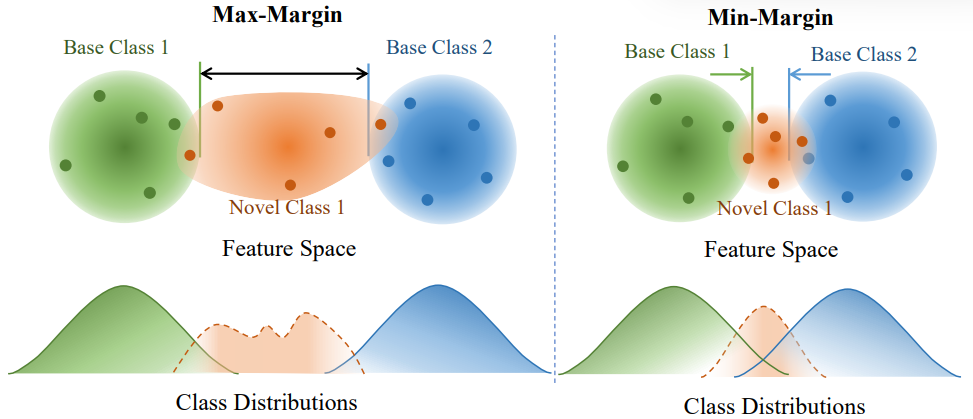 Max-Margin
Base Class 1
Base Class 2
Novel Class 1
Feature Space
Class Distributions
Min-Margin
Base Class 1
Base Class 2
Novel Class 1
Feature Space
Class Distributions